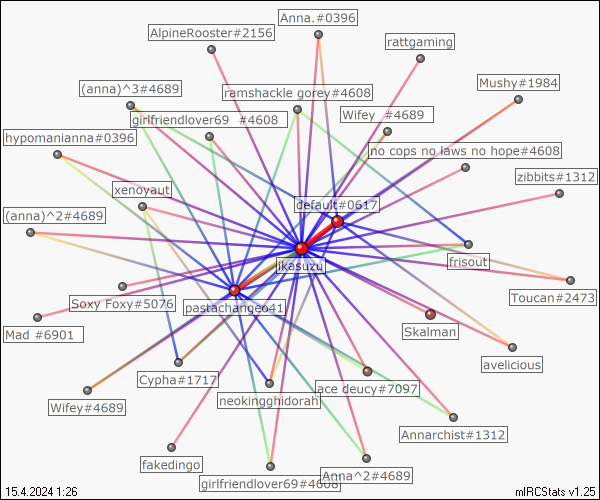 Anna.#0396
AlpineRooster#2156
rattgaming
(anna)^3#4689
ramshackle gorey#4608
Mushy#1984
girlfriendlover69 #4608
Wifey #4689
hypomanianna#0396
no cops no laws no hope#4608
zibbits#1312
xenoyaut
default#0617
(anna)^2#4689
jkasuzu
frisout
Soxy Foxy#5076
pastachangeo41
Toucan#2473
Mad #6901
Skalman
avelicious
Cypha#1717
ace deucy#7097
neokingghidorah
Wifey#4689
Annarchist#1312
fakedingo
Anna^2#4689
girlfriendlover69#4608
15.4.2024 1:26
mIRCStats v1.25